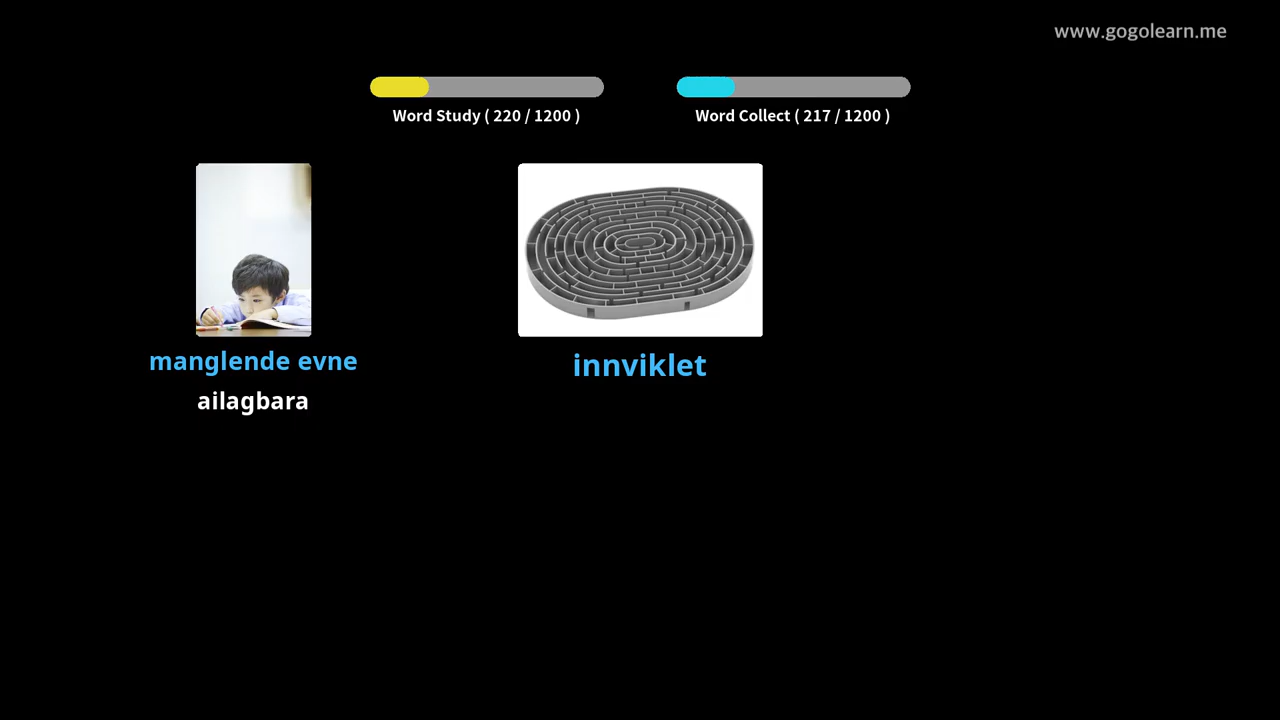 www.gogolearn.me
Word Study ( 220 / 1200 )
Word Collect ( 217 / 1200 )
manglende evne
ailagbara
innviklet